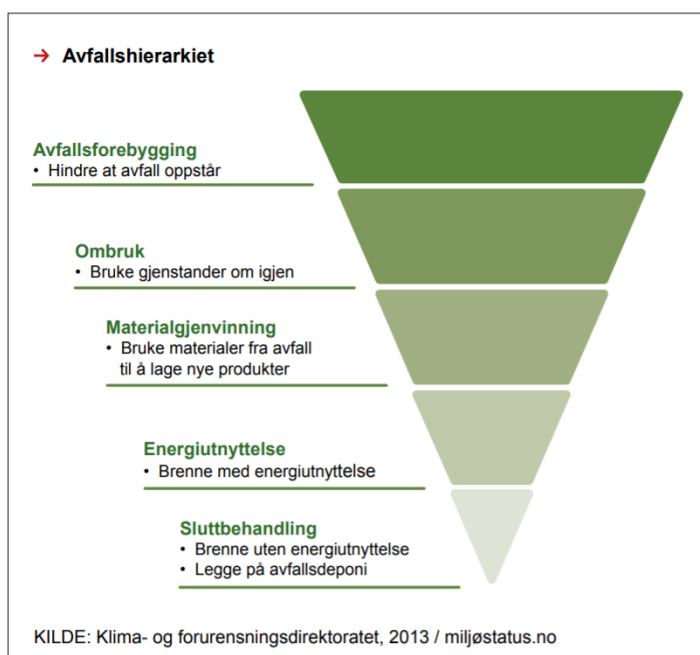 → Avfallshierarkiet
Avfallsforebygging
• Hindre at avfall oppstår
Ombruk
• Bruke gjenstander om igjen
Materialgjenvinning
• Bruke materialer fra avfall
til å lage nye produkter
Energiutnyttelse
• Brenne med energiutnyttelse
Sluttbehandling
• Brenne uten energiutnyttelse
• Legge på avfallsdeponi
KILDE: Klima- og forurensningsdirektoratet, 2013 / miljøstatus.no